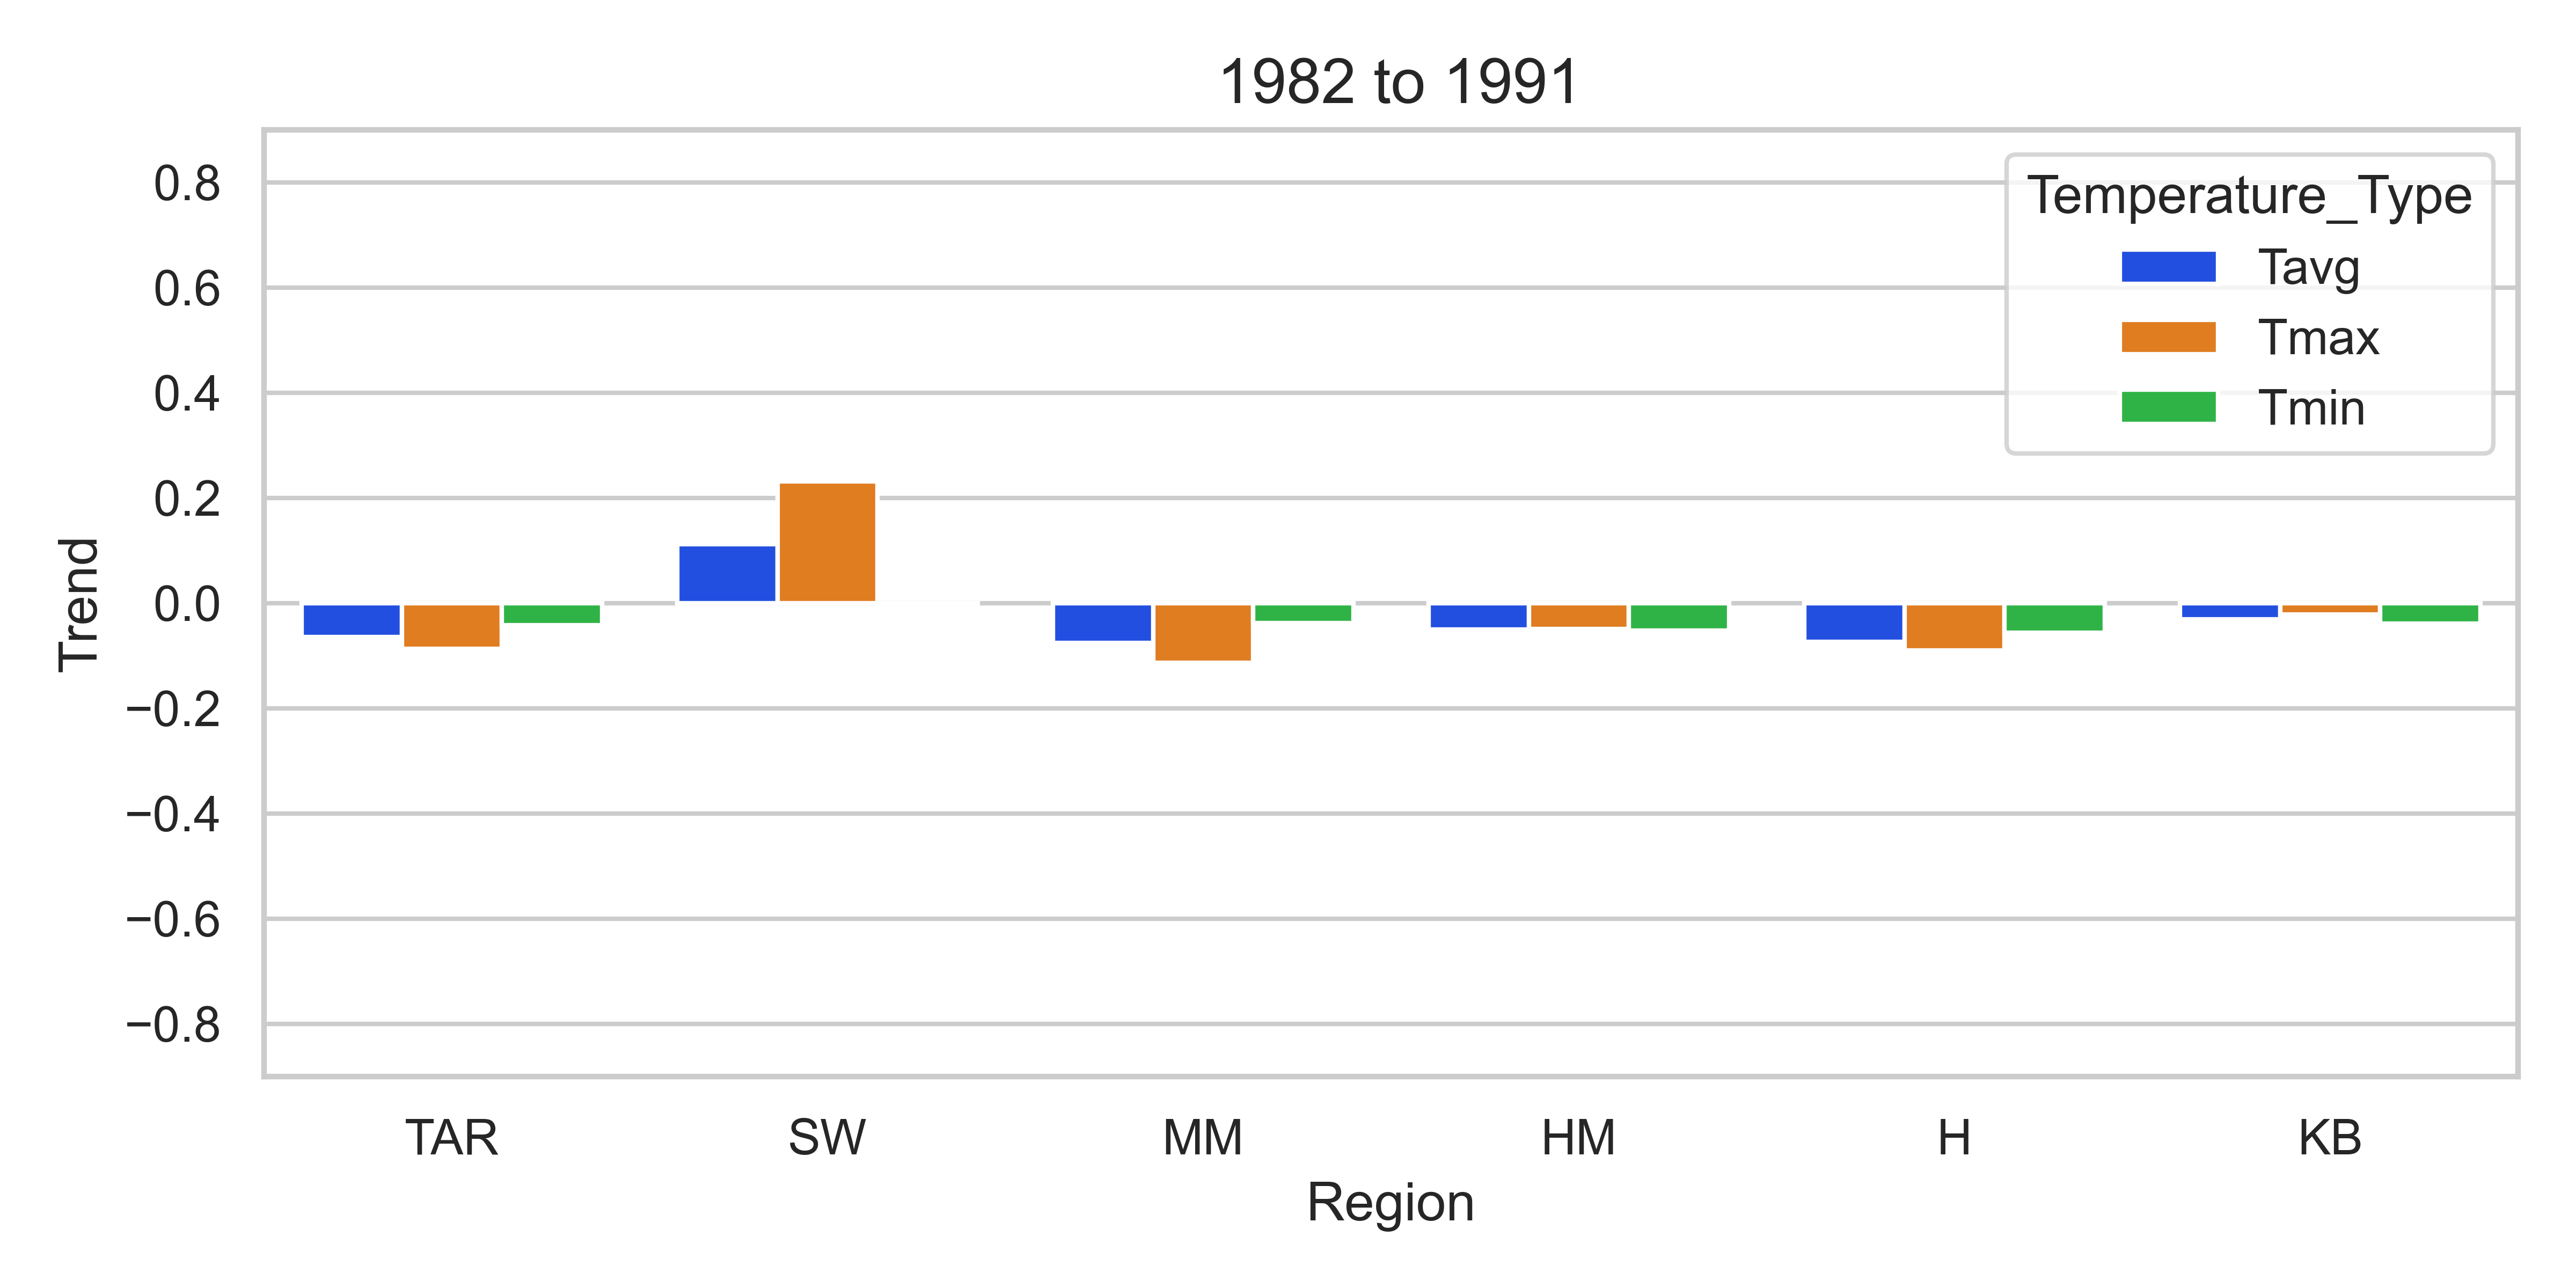 1982 to 1991
Temperature_Type
Tavg
Tmax
Tmin
Trend
0.8
0.6
0.4
0.2
0.0
−0.2
−0.4
−0.6
−0.8
TAR SW MM HM H KB
Region